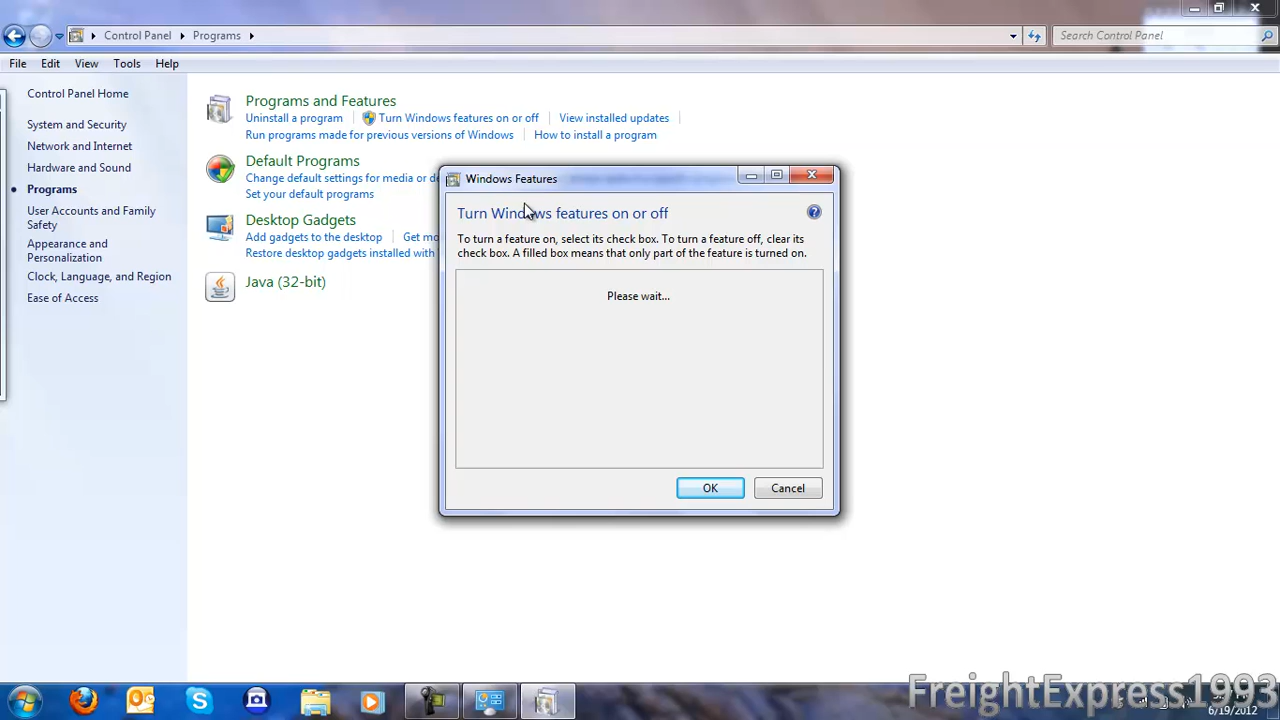 Control Panel
Programs
Search Control Panel
File Edit View Tools Help
Control Panel Home
System and Security
Network and Internet
Hardware and Sound
Programs
User Accounts and Family
Safety
Appearance and
Personalization
Clock, Language, and Region
Ease of Access
Programs and Features
Uninstall a program
Turn Windows features on or off
View installed updates
Run programs made for previous versions of Windows
How to install a program
Default Programs
Change default settings for media or de
Set your default programs
Desktop Gadgets
Add gadgets to the desktop
Get mo
Restore desktop gadgets installed with
Java (32-bit)
Windows Features
Turn Windows features on or off
To turn a feature on, select its check box. To turn a feature off, clear its
check box. A filled box means that only part of the feature is turned on.
Please wait...
OK
Cancel
FreightExpress1993
6/19/2012